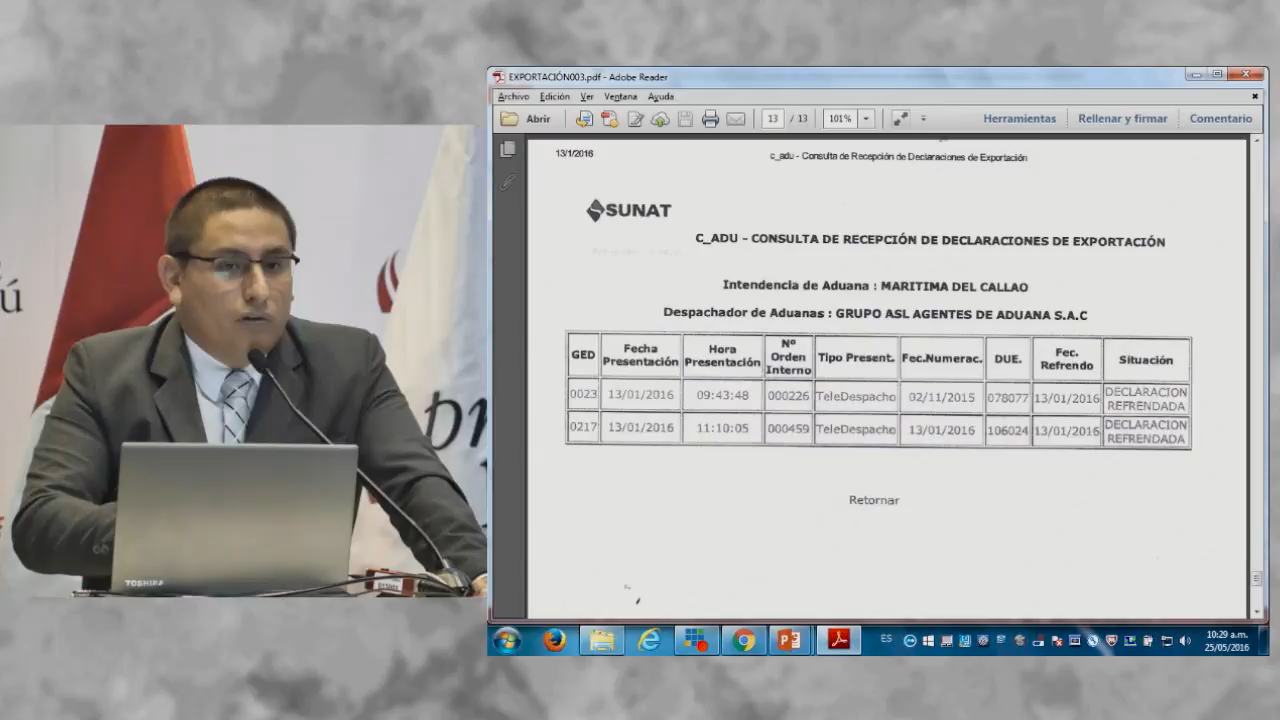 ú
pr
TOSHIBA
EXPORTACIÓN003.pdf - Adobe Reader
Archivo Edición Ver Ventana Ayuda
Abrir 13 / 13 101% Herramientas Rellenar y firmar Comentario
13/1/2016 c_adu - Consulta de Recepción de Declaraciones de Exportación
SUNAT
C_ADU - CONSULTA DE RECEPCIÓN DE DECLARACIONES DE EXPORTACIÓN
Intendencia de Aduana : MARITIMA DEL CALLAO
Despachador de Aduanas : GRUPO ASL AGENTES DE ADUANA S.A.C
GED Fecha Presentación Hora Presentación Nº Orden Interno Tipo Present. Fec.Numerac. DUE. Fec. Refrendo Situación
0023 13/01/2016 09:43:48 000226 TeleDespacho 02/11/2015 078077 13/01/2016 DECLARACION REFRENDADA
0217 13/01/2016 11:10:05 000459 TeleDespacho 13/01/2016 106024 13/01/2016 DECLARACION REFRENDADA
Retornar
ES 10:29 a.m.
25/05/2016